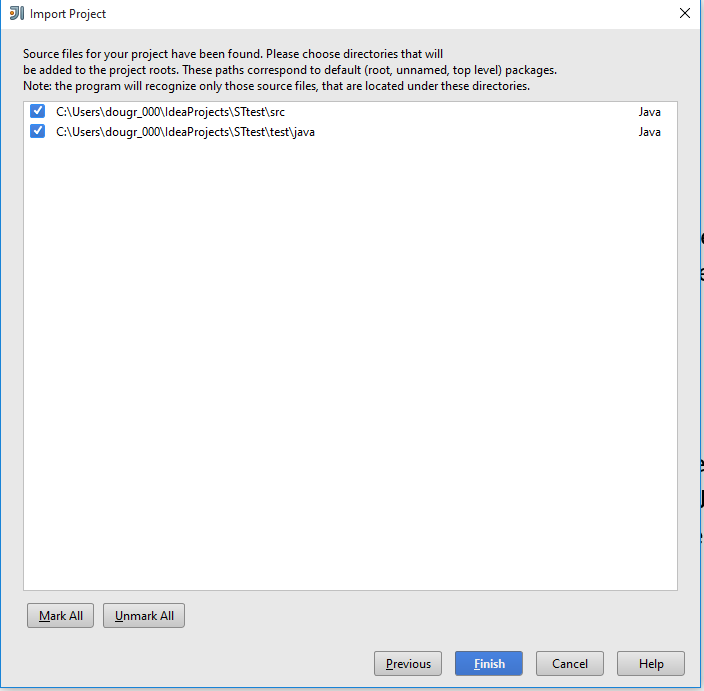 Import Project
Source files for your project have been found. Please choose directories that will
be added to the project roots. These paths correspond to default (root, unnamed, top level) packages.
Note: the program will recognize only those source files, that are located under these directories.
C:\Users\dougr_000\IdeaProjects\STtest\src Java
C:\Users\dougr_000\IdeaProjects\STtest\test\java Java
Mark All Unmark All
Previous Finish Cancel Help